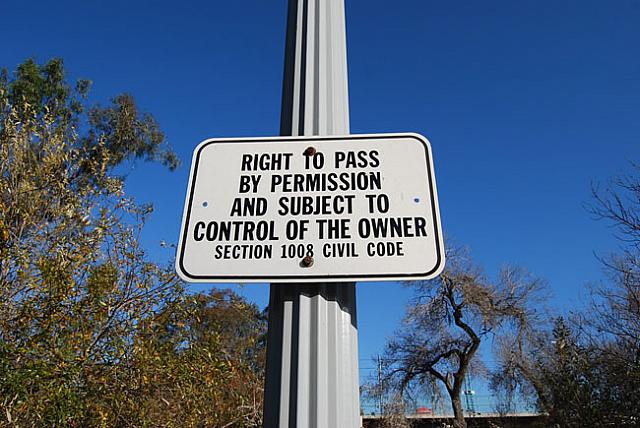 RIGHT TO PASS
BY PERMISSION
AND SUBJECT TO
CONTROL OF THE OWNER
SECTION 1008 CIVIL CODE